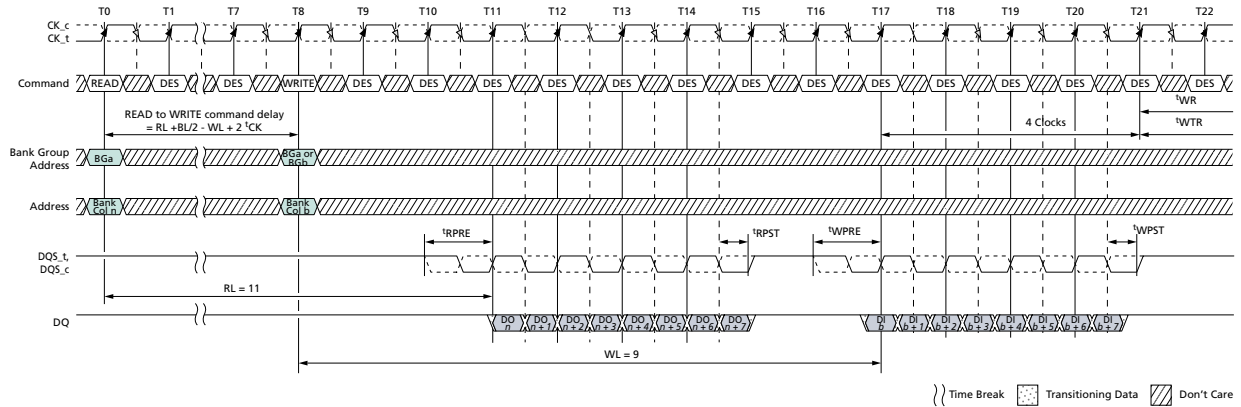 T0 T1 T7 T8 T9 T10 T11 T12 T13 T14 T15 T16 T17 T18 T19 T20 T21 T22
CK_c
CK_t
Command READ DES DES WRITE DES DES DES DES DES DES DES DES DES DES DES DES DES DES
tWR
READ to WRITE command delay
= RL +BL/2 - WL + 2 tCK
4 Clocks
tWTR
Bank Group
Address
BGa
BGa or
BGb
Address
Bank
Col n
Bank
Col b
tRPRE
tRPST
tWPRE
tWPST
DQS_t,
DQS_c
RL = 11
DQ
DO
n
DO
n + 1
DO
n + 2
DO
n + 3
DO
n + 4
DO
n + 5
DO
n + 6
DO
n + 7
DI
b
DI
b + 1
DI
b + 2
DI
b + 3
DI
b + 4
DI
b + 5
DI
b + 6
DI
b + 7
WL = 9
Time Break
Transitioning Data
Don't Care